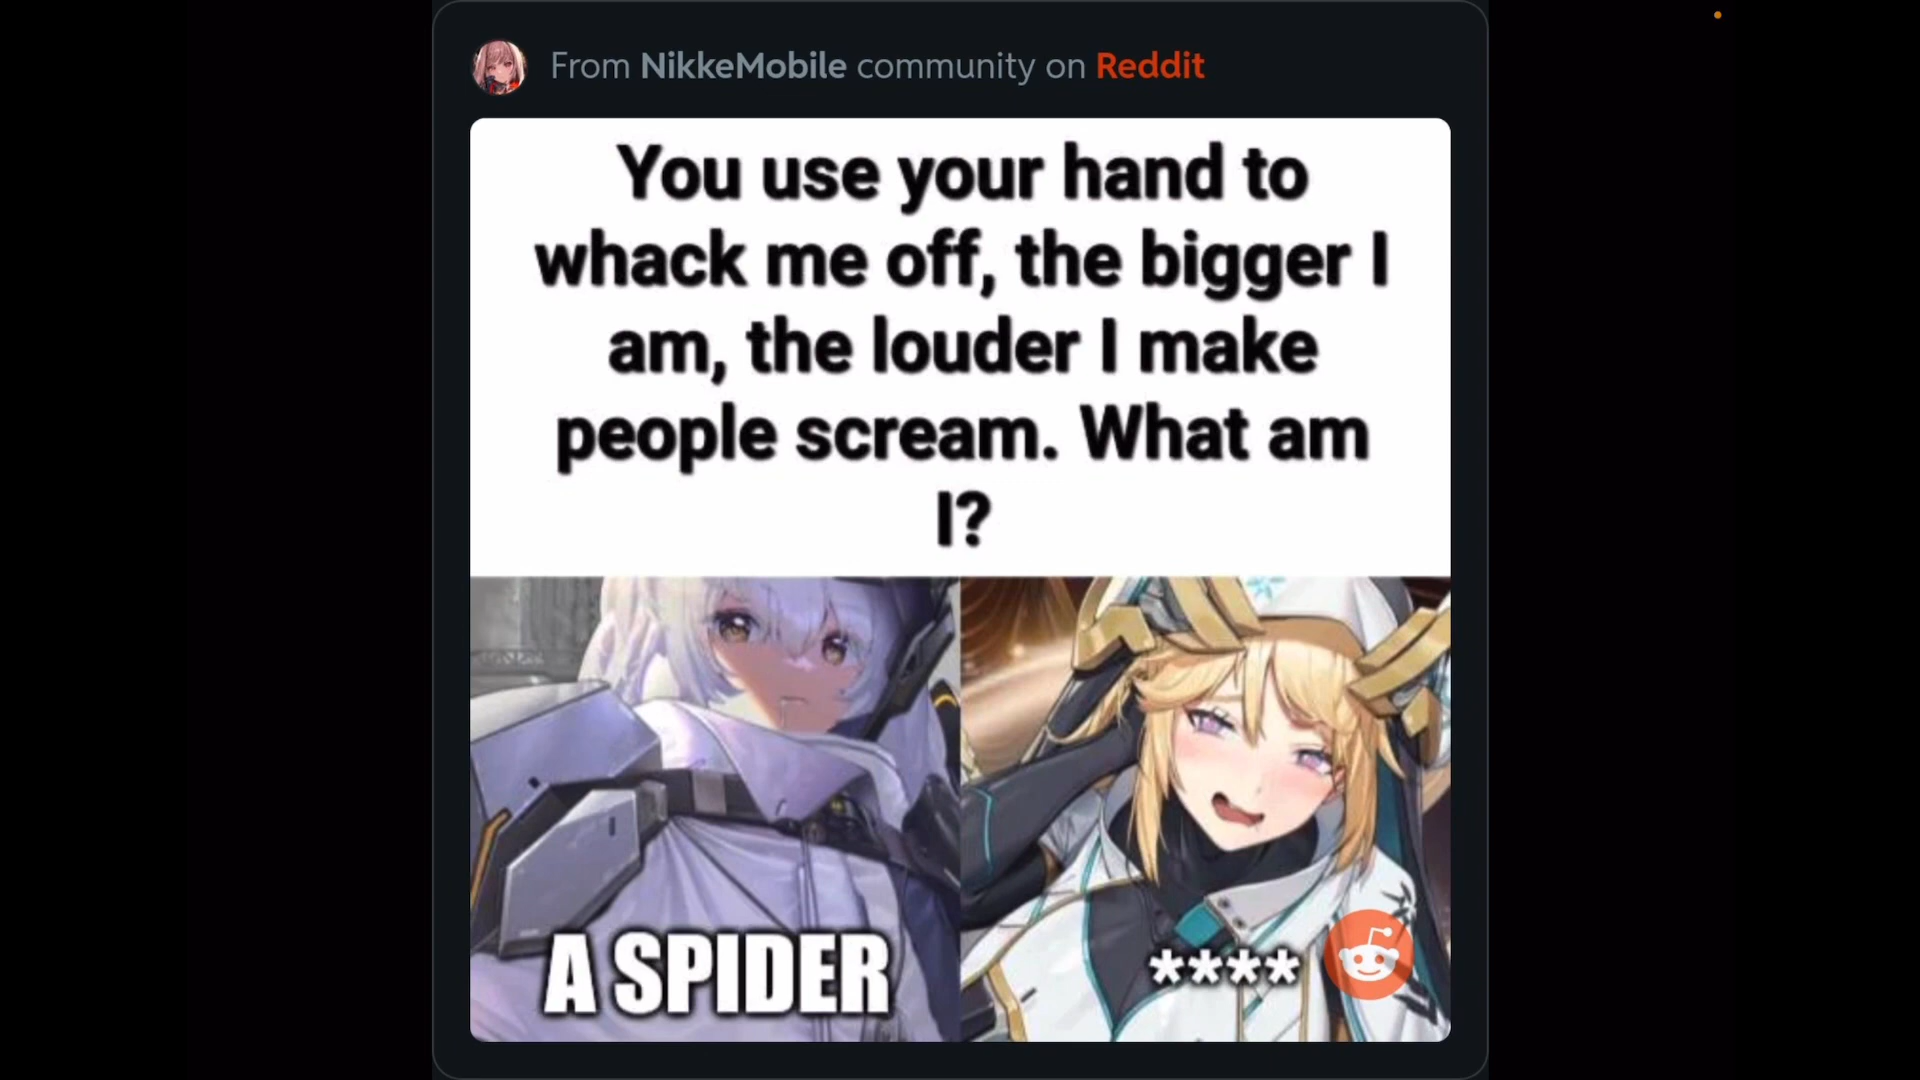 From NikkeMobile community on Reddit
You use your hand to
whack me off, the bigger I
am, the louder I make
people scream. What am
I?
A SPIDER
****